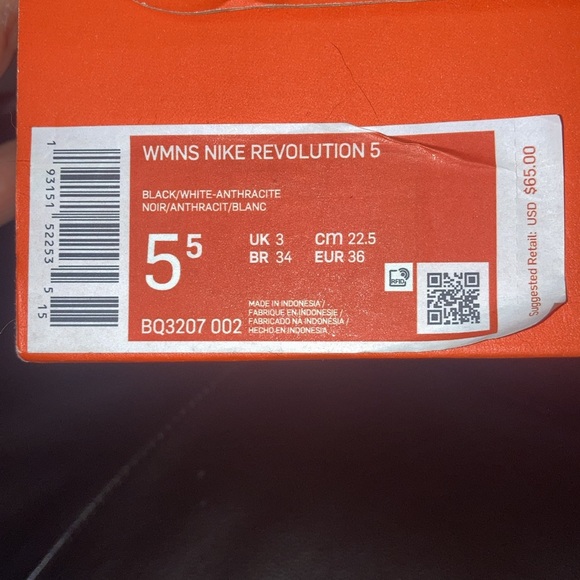 WMNS NIKE REVOLUTION 5
BLACK/WHITE-ANTHRACITE
NOIR/ANTHRACIT/BLANC
5⁵
UK 3 cm 22.5
BR 34 EUR 36
RFID
BQ3207 002
MADE IN INDONESIA /
FABRIQUE EN INDONESIE /
FABRICADO NA INDONÉSIA /
HECHO EN INDONESIA
1 93151 52253 5 15
Suggested Retail: USD $65.00